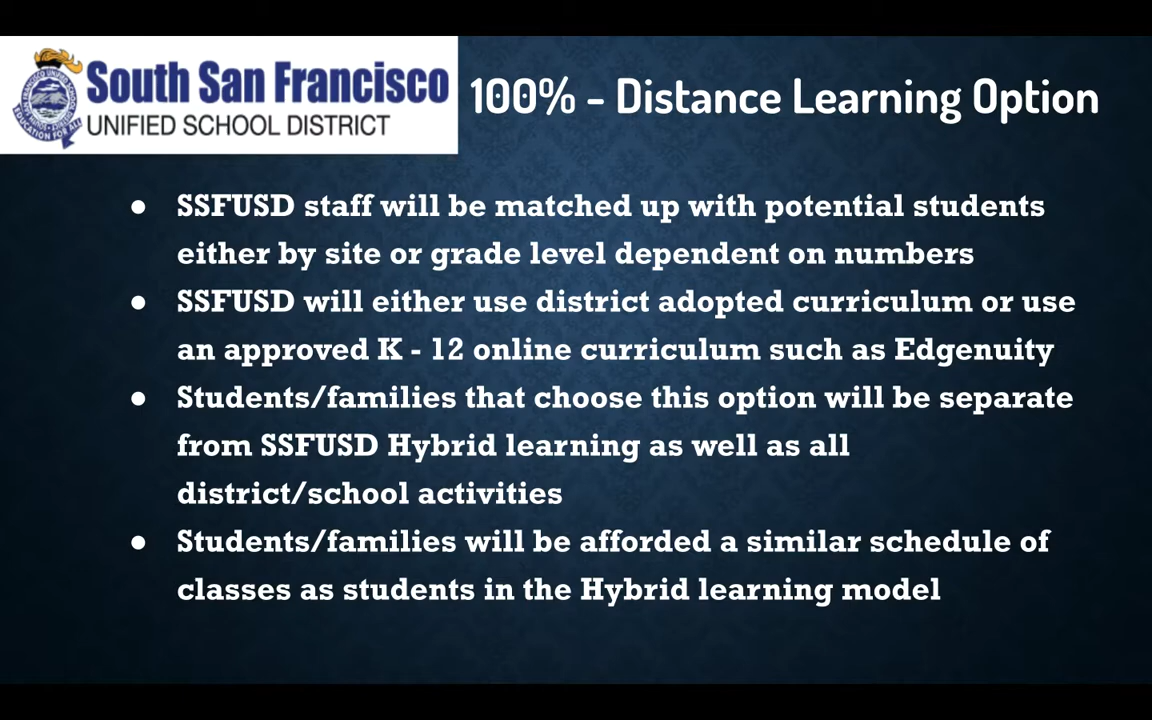 South San Francisco
UNIFIED SCHOOL DISTRICT
100% - Distance Learning Option
● SSFUSD staff will be matched up with potential students
either by site or grade level dependent on numbers
● SSFUSD will either use district adopted curriculum or use
an approved K - 12 online curriculum such as Edgenuity
● Students/families that choose this option will be separate
from SSFUSD Hybrid learning as well as all
district/school activities
● Students/families will be afforded a similar schedule of
classes as students in the Hybrid learning model